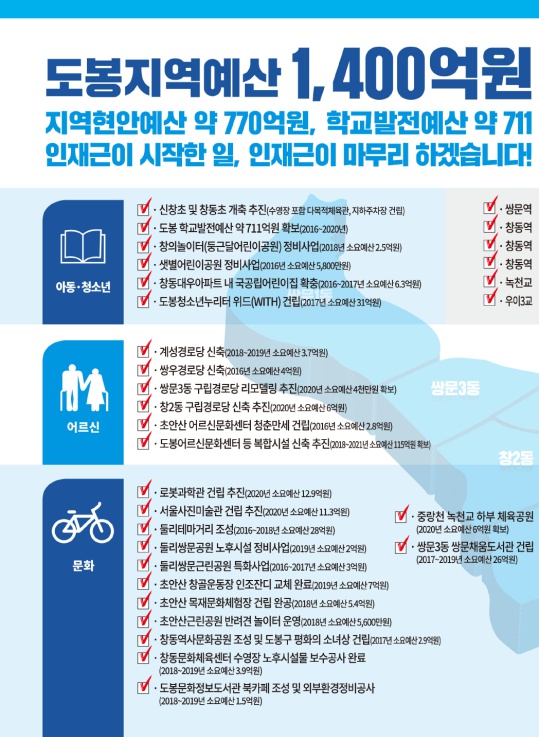 도봉지역예산 1,400억원
지역현안예산 약 770억원, 학교발전예산 약 711
인재근이 시작한 일, 인재근이 마무리 하겠습니다!
아동·청소년
· 신창초 및 창동초 개축 추진(수영장 포함 다목적체육관, 지하주차장 건립)
· 도봉 학교발전예산 약 711억원 확보(2016~2020년)
· 창의놀이터(둥근달어린이공원) 정비사업(2018년 소요예산 2.5억원)
· 샛별어린이공원 정비사업(2016년 소요예산 5,800만원)
· 창동대우아파트 내 국공립어린이집 확충(2016~2017년 소요예산 6.3억원)
· 도봉청소년누리터 위드(WITH) 건립(2017년 소요예산 31억원)
· 쌍문역
· 창동역
· 창동역
· 창동역
· 녹천교
· 우이3교
어르신
· 계성경로당 신축(2018~2019년 소요예산 3.7억원)
· 쌍우경로당 신축(2016년 소요예산 4억원)
· 쌍문3동 구립경로당 리모델링 추진(2020년 소요예산 4천만원 확보)
· 창2동 구립경로당 신축 추진(2020년 소요예산 6억원)
· 초안산 어르신문화센터 청춘만세 건립(2016년 소요예산 2.8억원)
· 도봉어르신문화센터 등 복합시설 신축 추진(2018~2021년 소요예산 115억원 확보)
쌍문1동
쌍문3동
창2동
문화
· 로봇과학관 건립 추진(2020년 소요예산 12.9억원)
· 서울사진미술관 건립 추진(2020년 소요예산 11.3억원)
· 둘리테마거리 조성(2016~2018년 소요예산 28억원)
· 둘리쌍문공원 노후시설 정비사업(2019년 소요예산 2억원)
· 둘리쌍문근린공원 특화사업(2016~2017년 소요예산 3억원)
· 초안산 창골운동장 인조잔디 교체 완료(2019년 소요예산 7억원)
· 초안산 목재문화체험장 건립 완공(2018년 소요예산 5.4억원)
· 초안산근린공원 반려견 놀이터 운영(2018년 소요예산 5,600만원)
· 창동역사문화공원 조성 및 도봉구 평화의 소녀상 건립(2017년 소요예산 2.9억원)
· 창동문화체육센터 수영장 노후시설물 보수공사 완료
(2018~2019년 소요예산 3.9억원)
· 도봉문화정보도서관 북카페 조성 및 외부환경정비공사
(2018~2019년 소요예산 1.5억원)
· 중랑천 녹천교 하부 체육공원
(2020년 소요예산 6억원 확보)
· 쌍문3동 쌍문채움도서관 건립
(2017~2019년 소요예산 26억원)